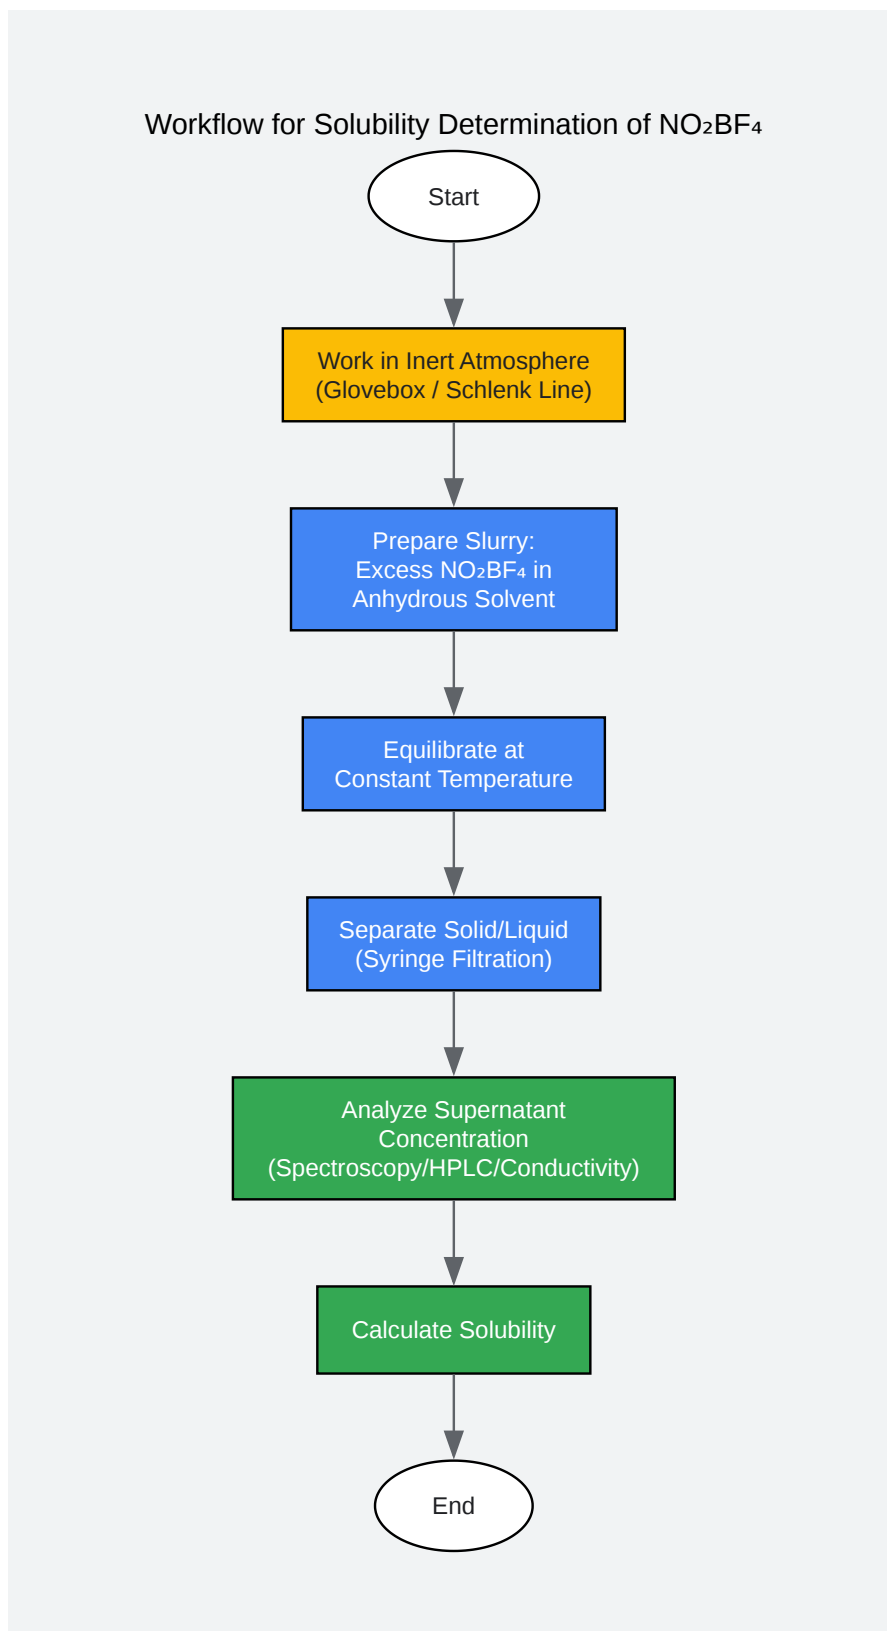 Workflow for Solubility Determination of NO₂BF₄
Start
Work in Inert Atmosphere
(Glovebox / Schlenk Line)
Prepare Slurry:
Excess NO₂BF₄ in
Anhydrous Solvent
Equilibrate at
Constant Temperature
Separate Solid/Liquid
(Syringe Filtration)
Analyze Supernatant
Concentration
(Spectroscopy/HPLC/Conductivity)
Calculate Solubility
End